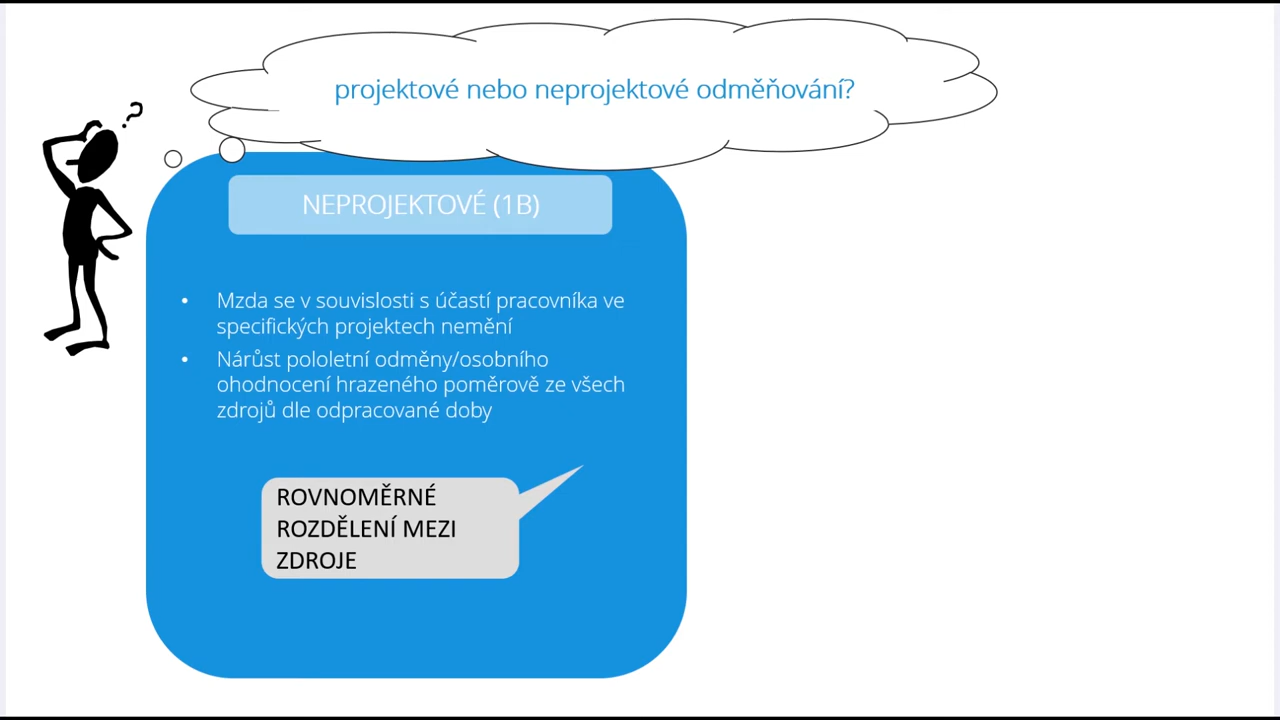 ?
projektové nebo neprojektové odměňování?
NEPROJEKTOVÉ (1B)
• Mzda se v souvislosti s účastí pracovníka ve
specifických projektech nemění
• Nárůst pololetní odměny/osobního
ohodnocení hrazeného poměrově ze všech
zdrojů dle odpracované doby
ROVNOMĚRNÉ
ROZDĚLENÍ MEZI
ZDROJE